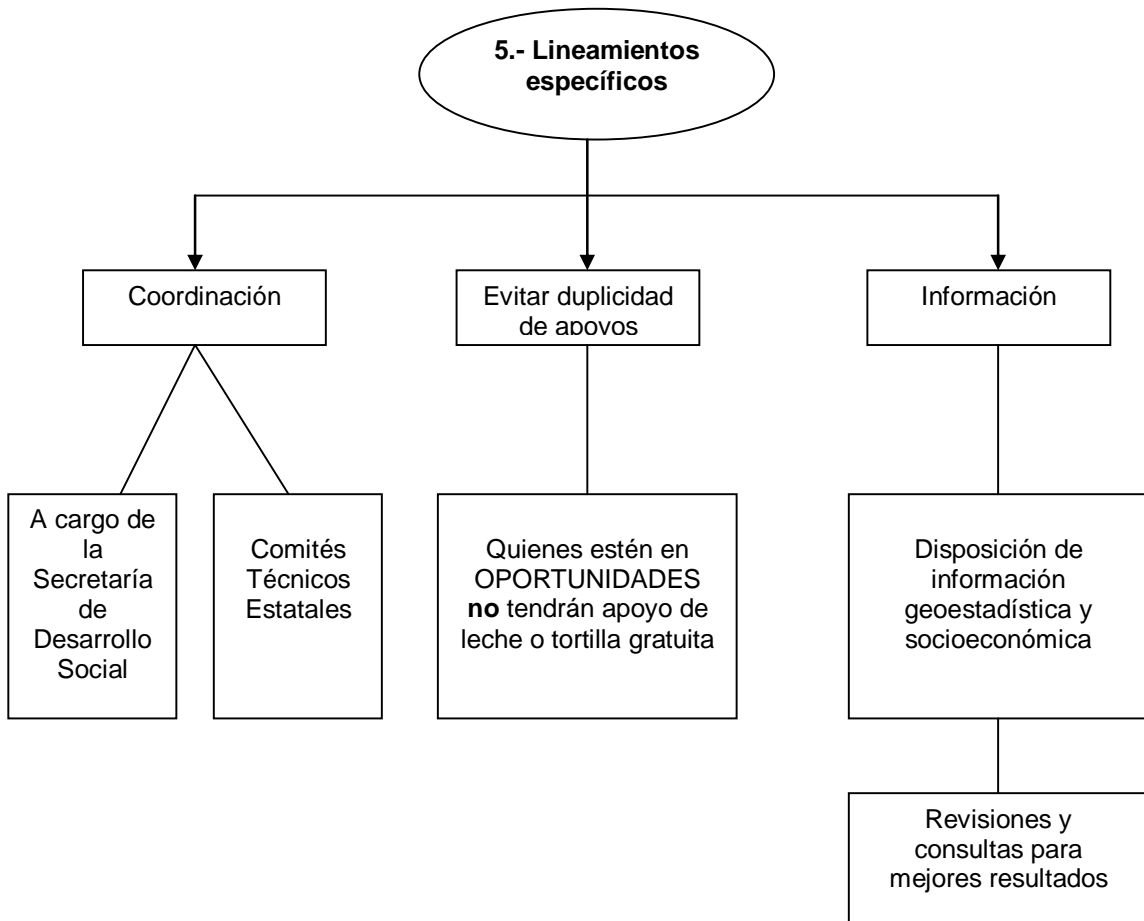 5.- Lineamientos
específicos
Coordinación
Evitar duplicidad
de apoyos
Información
A cargo de
la
Secretaría
de
Desarrollo
Social
Comités
Técnicos
Estatales
Quienes estén en
OPORTUNIDADES
no tendrán apoyo de
leche o tortilla gratuita
Disposición de
información
geoestadística y
socioeconómica
Revisiones y
consultas para
mejores resultados